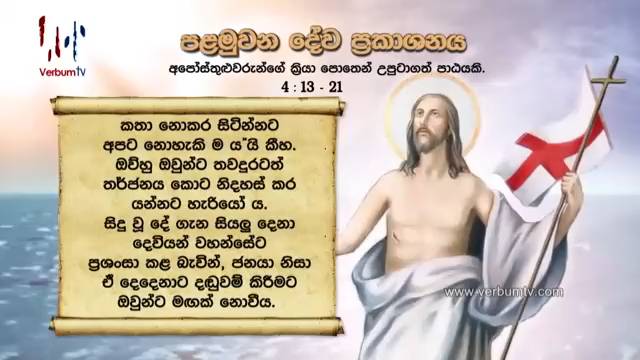 VerbumTV
පළමුවන දේව ප්‍රකාශනය
අපෝස්තුළුවරුන්ගේ ක්‍රියා පොතෙන් උපුටාගත් පාඨයකි.
4 : 13 - 21
කතා නොකර සිටින්නට
අපට නොහැකි ම ය"යි කීහ.
ඔව්හු ඔවුන්ට තවදුරටත්
තර්ජනය කොට නිදහස් කර
යන්නට හැරියෝ ය.
සිදු වූ දේ ගැන සියලු දෙනා
දෙවියන් වහන්සේට
ප්‍රශංසා කළ බැවින්, ජනයා නිසා
ඒ දෙදෙනාට දඬුවම් කිරීමට
ඔවුන්ට මඟක් නොවීය.
www.verbumtv.com